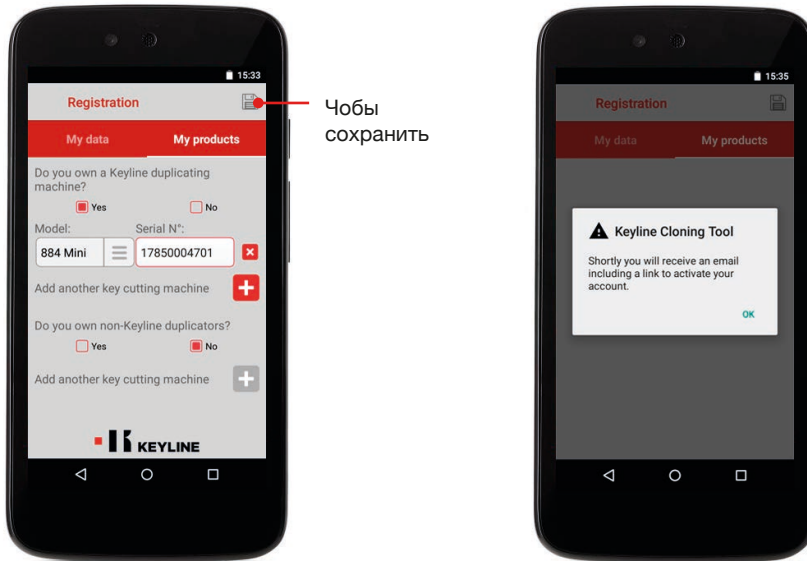 15:33
Registration
My data My products
Do you own a Keyline duplicating
machine?
Yes No
Model: Serial N°:
884 Mini 17850004701
Add another key cutting machine
Do you own non-Keyline duplicators?
Yes No
Add another key cutting machine
KEYLINE
Чобы
сохранить
15:35
Registration
My data My products
Keyline Cloning Tool
Shortly you will receive an email
including a link to activate your
account.
OK